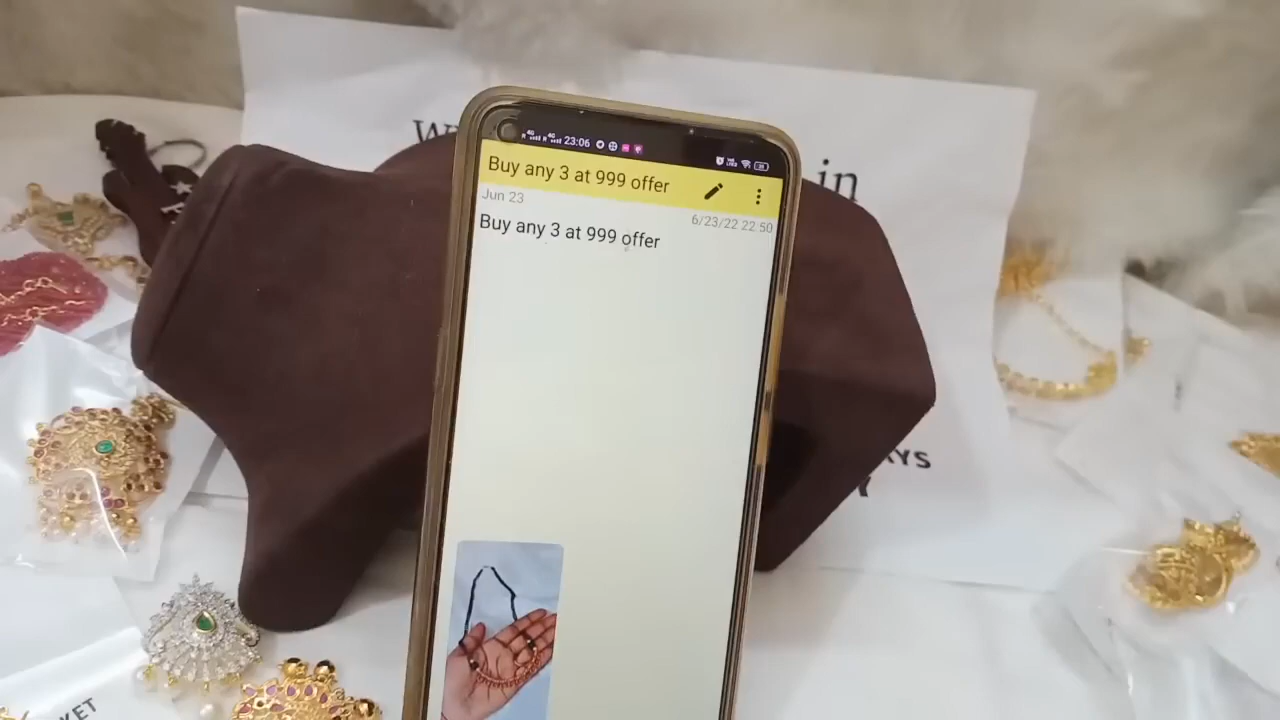 in
23:06
Buy any 3 at 999 offer
Jun 23
6/23/22 22:50
Buy any 3 at 999 offer